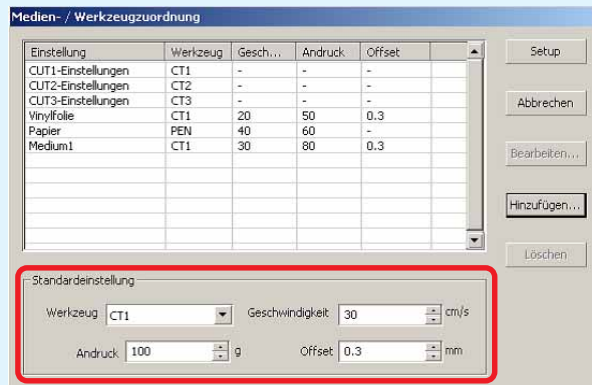 Medien- / Werkzeugzuordnung
Einstellung Werkzeug Gesch... Andruck Offset
CUT1-Einstellungen CT1 - - -
CUT2-Einstellungen CT2 - - -
CUT3-Einstellungen CT3 - - -
Vinylfolie CT1 20 50 0.3
Papier PEN 40 60 -
Medium1 CT1 30 80 0.3
Setup
Abbrechen
Bearbeiten...
Hinzufügen...
Löschen
Standardeinstellung
Werkzeug CT1 Geschwindigkeit 30 cm/s
Andruck 100 g Offset 0.3 mm